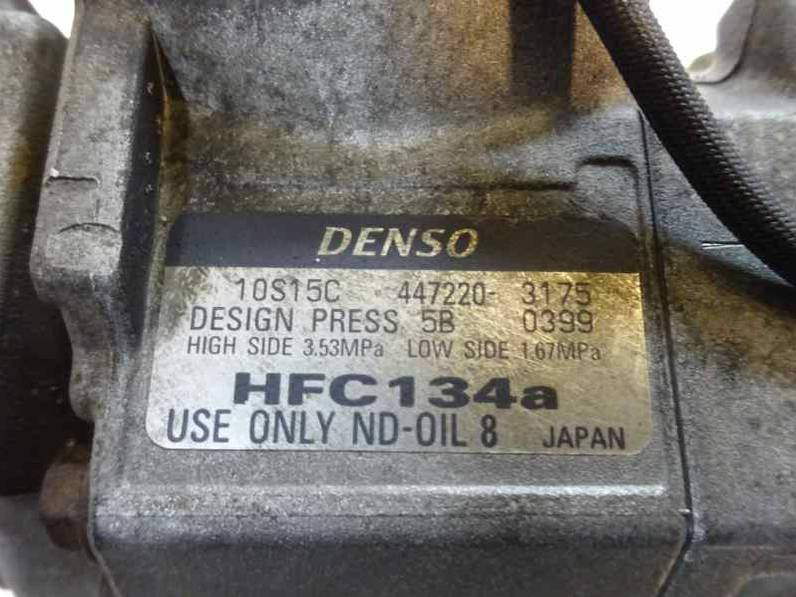 DENSO
10S15C 447220- 3175
DESIGN PRESS 5B 0399
HIGH SIDE 3.53MPa LOW SIDE 1.67MPa
HFC134a
USE ONLY ND-OIL 8 JAPAN